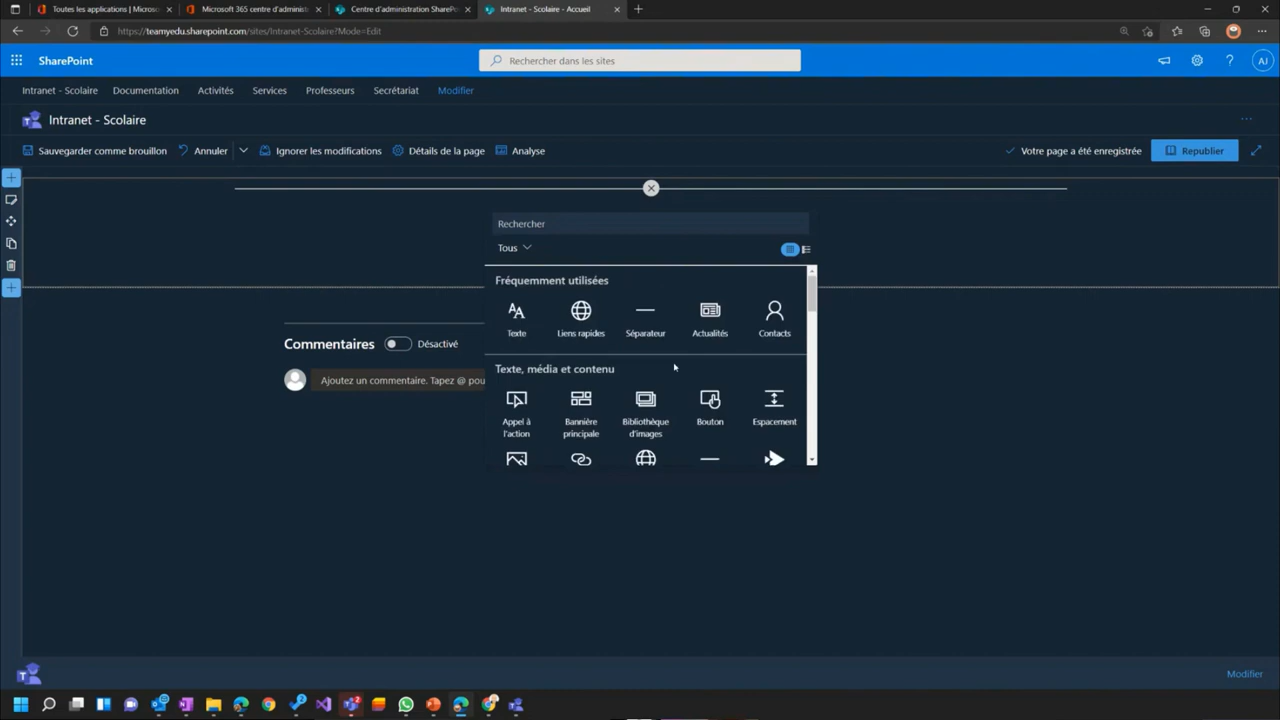 Toutes les applications | Microso
Microsoft 365 centre d'administr
Centre d'administration SharePoi
Intranet - Scolaire - Accueil
https://teamyedu.sharepoint.com/sites/Intranet-Scolaire?Mode=Edit
SharePoint
Rechercher dans les sites
AJ
Intranet - Scolaire
Documentation
Activités
Services
Professeurs
Secrétariat
Modifier
Intranet - Scolaire
Sauvegarder comme brouillon
Annuler
Ignorer les modifications
Détails de la page
Analyse
Votre page a été enregistrée
Republier
Rechercher
Tous
Fréquemment utilisées
Texte
Liens rapides
Séparateur
Actualités
Contacts
Commentaires
Désactivé
Texte, média et contenu
Ajoutez un commentaire. Tapez @ pou
Appel à
l'action
Bannière
principale
Bibliothèque
d'images
Bouton
Espacement
Modifier